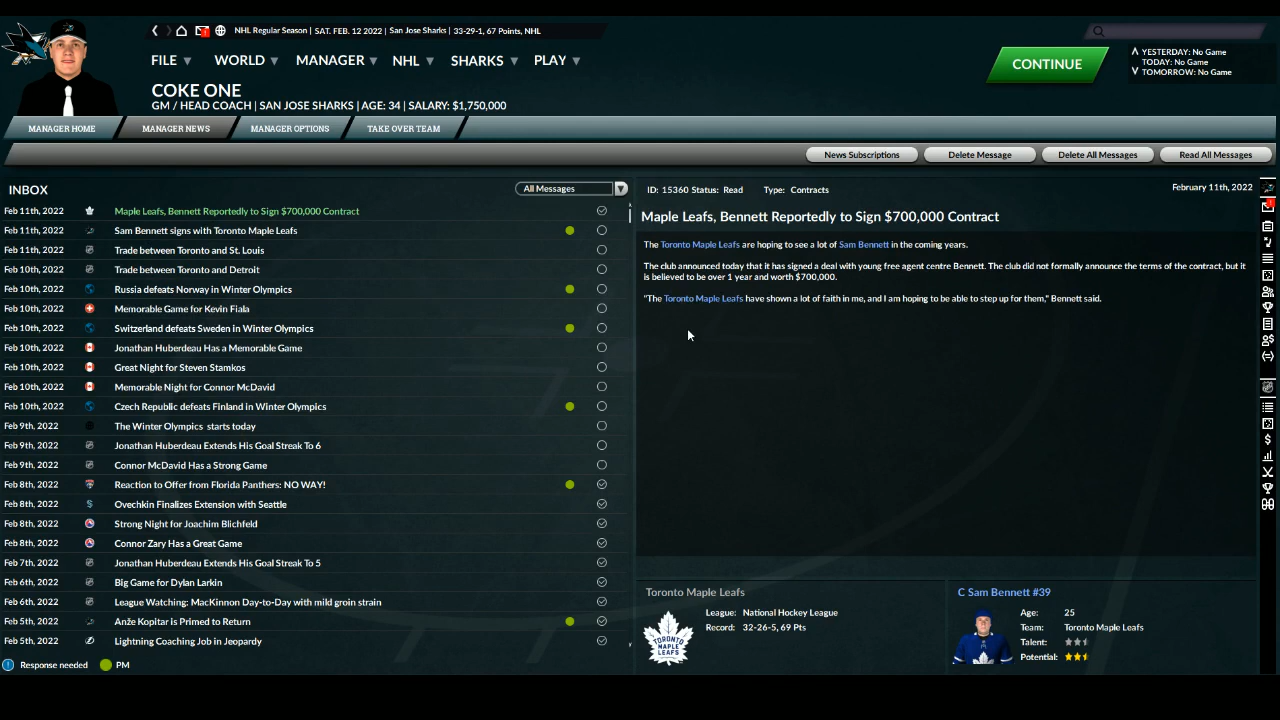 NHL Regular Season | SAT. FEB. 12 2022 | San Jose Sharks | 33-29-1, 67 Points, NHL
FILE WORLD MANAGER NHL SHARKS PLAY
CONTINUE
YESTERDAY: No Game
TODAY: No Game
TOMORROW: No Game
COKE ONE
GM / HEAD COACH | SAN JOSE SHARKS | AGE: 34 | SALARY: $1,750,000
MANAGER HOME MANAGER NEWS MANAGER OPTIONS TAKE OVER TEAM
News Subscriptions Delete Message Delete All Messages Read All Messages
INBOX All Messages
Feb 11th, 2022 Maple Leafs, Bennett Reportedly to Sign $700,000 Contract
Feb 11th, 2022 Sam Bennett signs with Toronto Maple Leafs
Feb 11th, 2022 Trade between Toronto and St. Louis
Feb 10th, 2022 Trade between Toronto and Detroit
Feb 10th, 2022 Russia defeats Norway in Winter Olympics
Feb 10th, 2022 Memorable Game for Kevin Fiala
Feb 10th, 2022 Switzerland defeats Sweden in Winter Olympics
Feb 10th, 2022 Jonathan Huberdeau Has a Memorable Game
Feb 10th, 2022 Great Night for Steven Stamkos
Feb 10th, 2022 Memorable Night for Connor McDavid
Feb 10th, 2022 Czech Republic defeats Finland in Winter Olympics
Feb 9th, 2022 The Winter Olympics starts today
Feb 9th, 2022 Jonathan Huberdeau Extends His Goal Streak To 6
Feb 9th, 2022 Connor McDavid Has a Strong Game
Feb 8th, 2022 Reaction to Offer from Florida Panthers: NO WAY!
Feb 8th, 2022 Ovechkin Finalizes Extension with Seattle
Feb 8th, 2022 Strong Night for Joachim Blichfeld
Feb 8th, 2022 Connor Zary Has a Great Game
Feb 7th, 2022 Jonathan Huberdeau Extends His Goal Streak To 5
Feb 6th, 2022 Big Game for Dylan Larkin
Feb 6th, 2022 League Watching: MacKinnon Day-to-Day with mild groin strain
Feb 5th, 2022 Anže Kopitar is Primed to Return
Feb 5th, 2022 Lightning Coaching Job in Jeopardy
Response needed PM
ID: 15360 Status: Read Type: Contracts February 11th, 2022
Maple Leafs, Bennett Reportedly to Sign $700,000 Contract
The Toronto Maple Leafs are hoping to see a lot of Sam Bennett in the coming years.
The club announced today that it has signed a deal with young free agent centre Bennett. The club did not formally announce the terms of the contract, but it
is believed to be over 1 year and worth $700,000.
"The Toronto Maple Leafs have shown a lot of faith in me, and I am hoping to be able to step up for them," Bennett said.
Toronto Maple Leafs
League: National Hockey League
Record: 32-26-5, 69 Pts
TORONTO
MAPLE
LEAFS
C Sam Bennett #39
Age: 25
Team: Toronto Maple Leafs
Talent:
Potential: